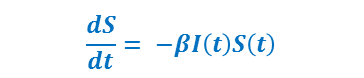 dS/dt = −βI(t)S(t)